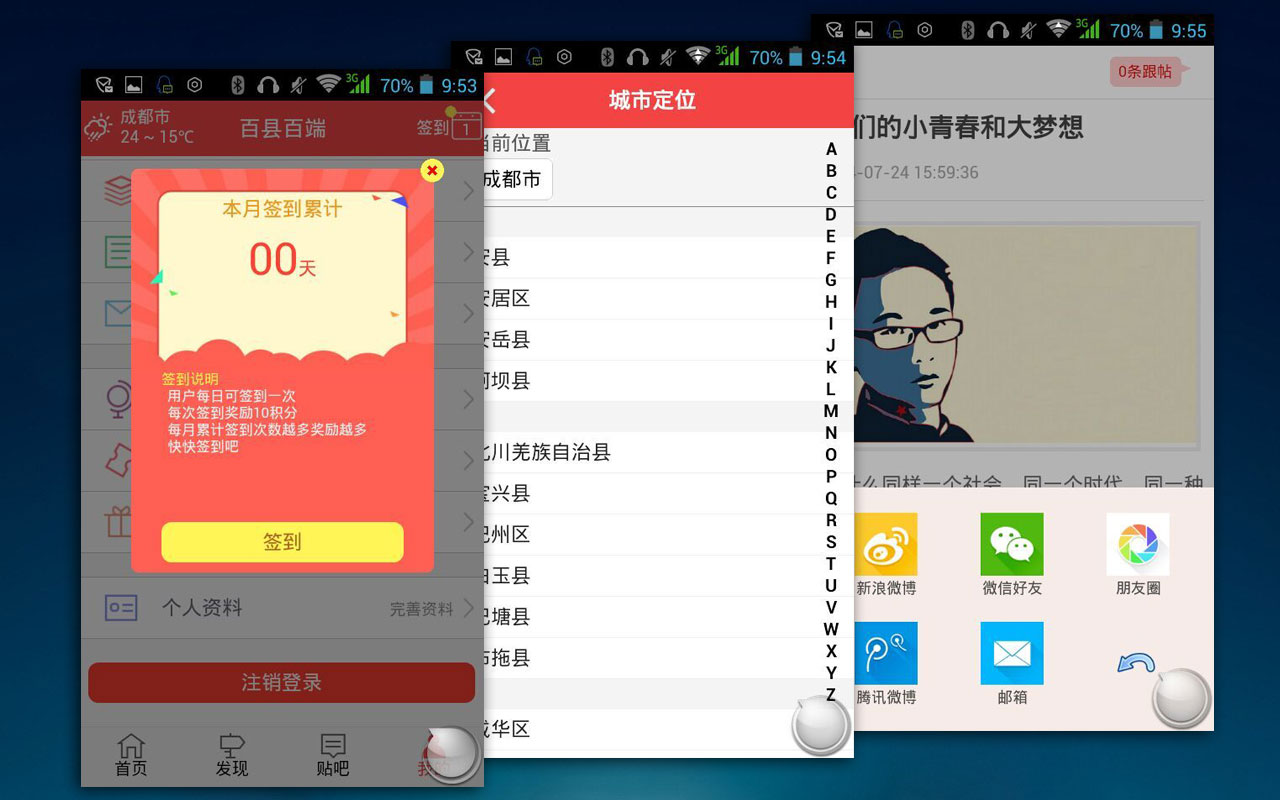 3G 70% 9:53
成都市
24 ~ 15℃
百县百端
签到
1
本月签到累计
00天
签到说明
用户每日可签到一次
每次签到奖励10积分
每月累计签到次数越多奖励越多
快快签到吧
签到
个人资料
完善资料
注销登录
首页
发现
贴吧
3G 70% 9:54
城市定位
当前位置
成都市
安县
安居区
安岳县
阿坝县
北川羌族自治县
宝兴县
巴州区
白玉县
巴塘县
布拖县
成华区
A
B
C
D
E
F
G
H
I
J
K
L
M
N
O
P
Q
R
S
T
U
V
W
X
Y
Z
3G 70% 9:55
0条跟帖
们的小青春和大梦想
-07-24 15:59:36
什么同样一个社会、同一个时代、同一种
新浪微博
微信好友
朋友圈
腾讯微博
邮箱